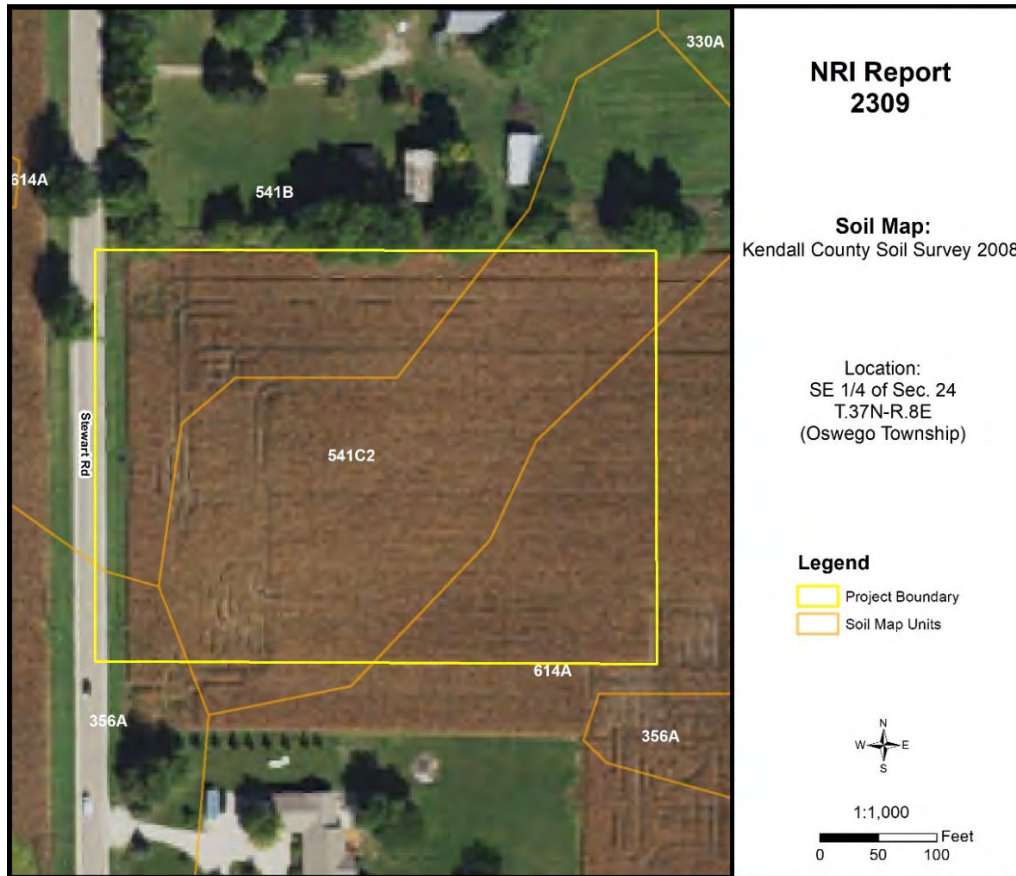 330A
614A
541B
Stewart Rd
541C2
614A
356A
356A
NRI Report
2309
Soil Map:
Kendall County Soil Survey 2008
Location:
SE 1/4 of Sec. 24
T.37N-R.8E
(Oswego Township)
Legend
Project Boundary
Soil Map Units
N
W E
S
1:1,000
Feet
0 50 100